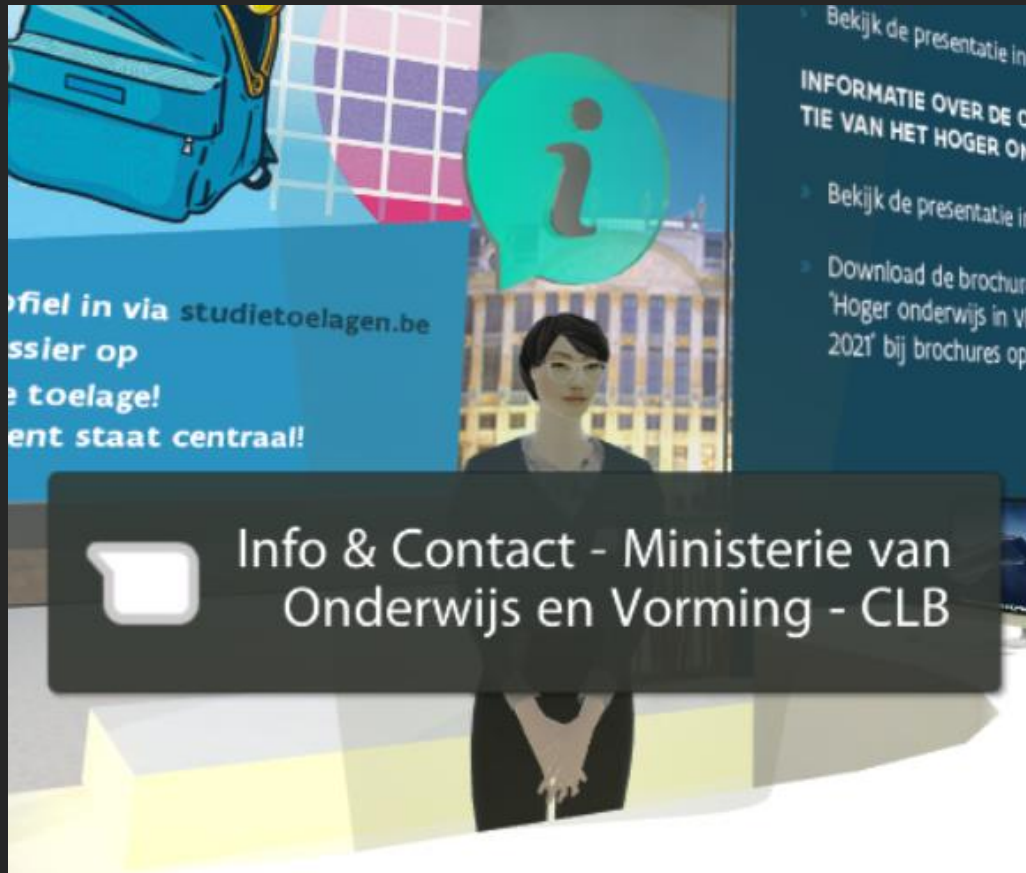 ofiel in via studietoelagen.be
ssier op
e toelage!
ent staat centraal!
i
Bekijk de presentatie in
INFORMATIE OVER DE O
TIE VAN HET HOGER ON
Bekijk de presentatie i
Download de brochur
'Hoger onderwijs in V
2021' bij brochures op
Info & Contact - Ministerie van
Onderwijs en Vorming - CLB